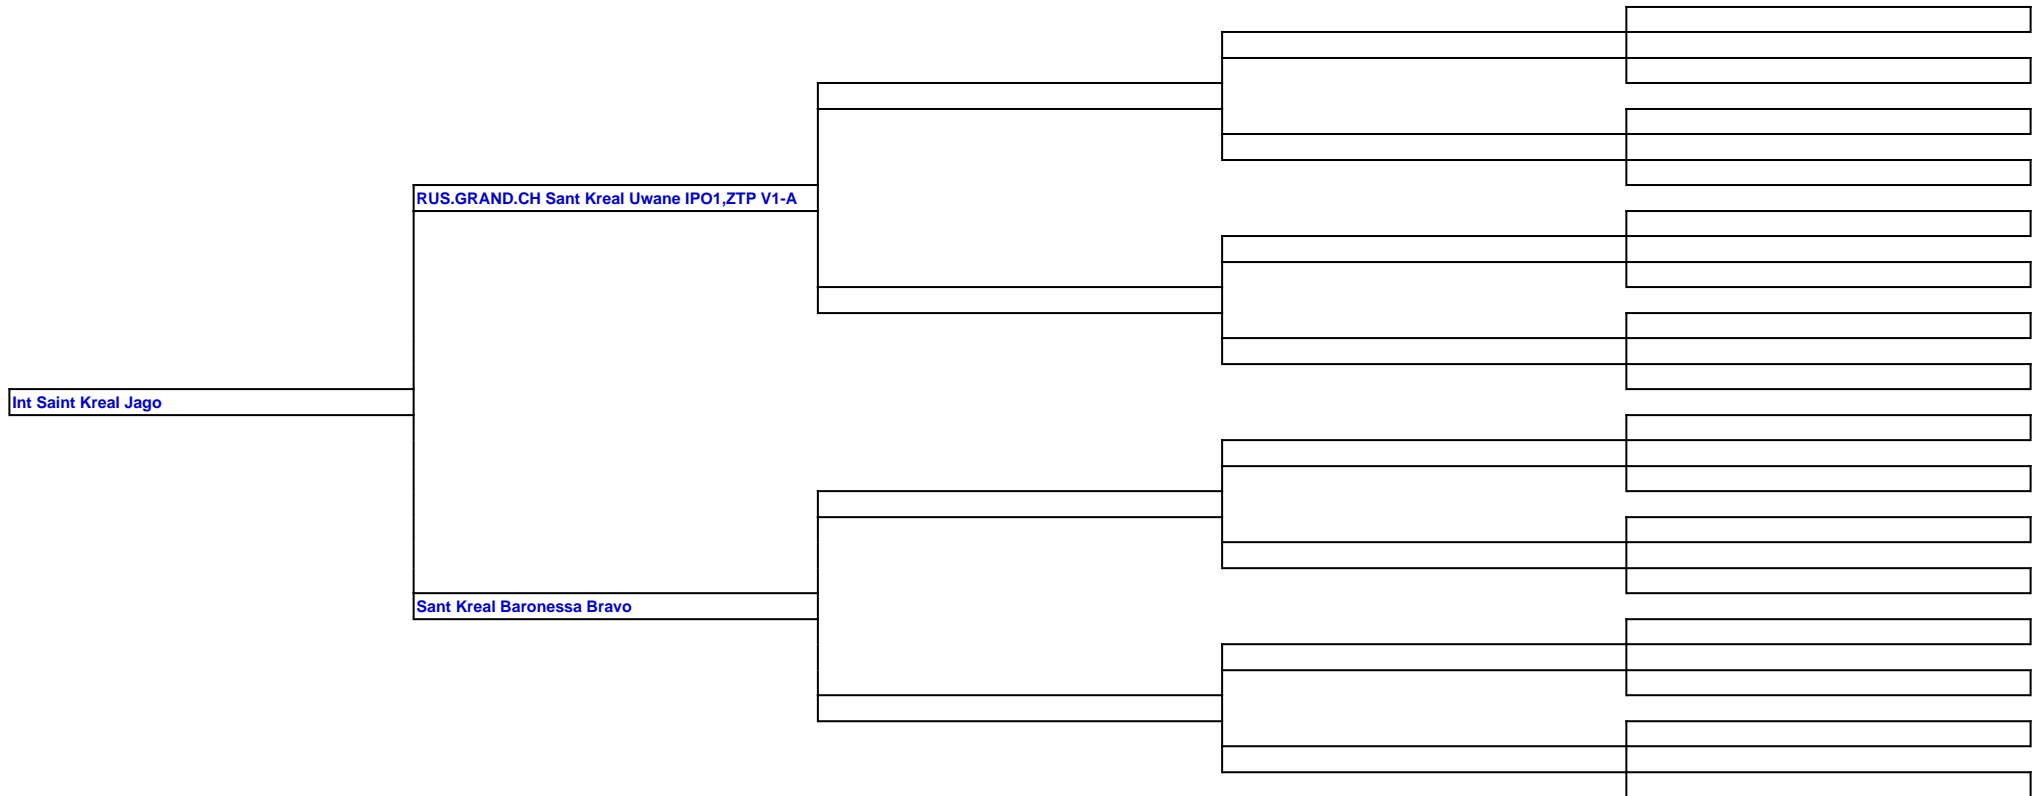 RUS.GRAND.CH Sant Kreal Uwane IPO1,ZTP V1-A
Int Saint Kreal Jago
Sant Kreal Baronessa Bravo